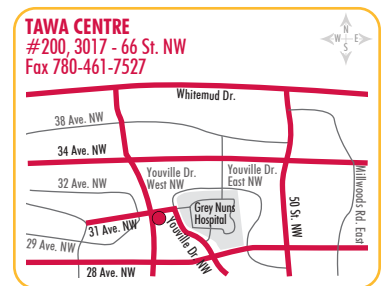 TAWA CENTRE
#200, 3017 - 66 St. NW
Fax 780-461-7527
N
W E
S
Whitemud Dr.
38 Ave. NW
34 Ave. NW
32 Ave. NW
Youville Dr.
West NW
Youville Dr.
East NW
Grey Nuns
Hospital
50 St. NW
Millwoods Rd. East
31 Ave. NW
Youville Dr. NW
29 Ave. NW
28 Ave. NW